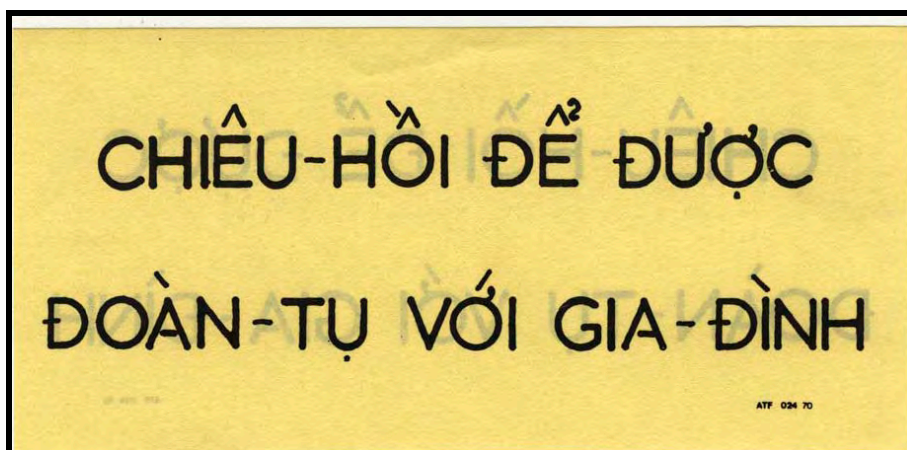 CHIÊU-HỒI ĐỂ ĐƯỢC
ĐOÀN-TỤ VỚI GIA-ĐÌNH
ATF 024 70